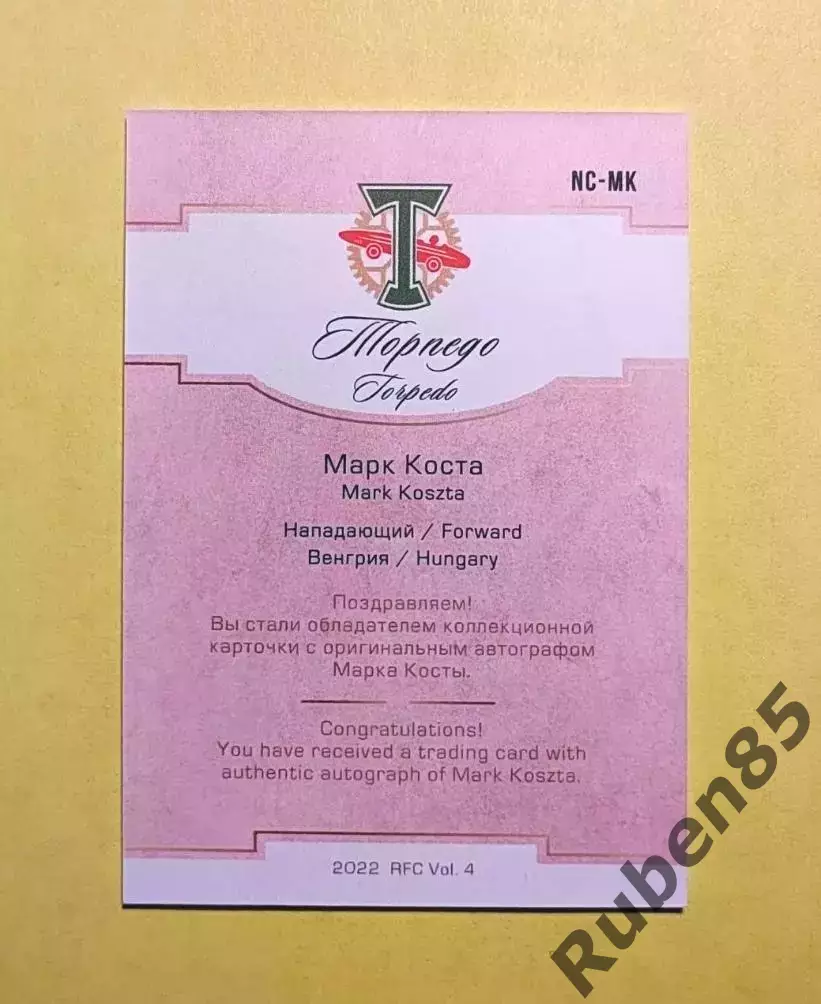 NC-MK
T
Торпедо
Torpedo
Марк Коста
Mark Koszta
Нападающий / Forward
Венгрия / Hungary
Поздравляем!
Вы стали обладателем коллекционной
карточки с оригинальным автографом
Марка Косты.
Congratulations!
You have received a trading card with
authentic autograph of Mark Koszta.
2022 RFC Vol. 4
Ruben85